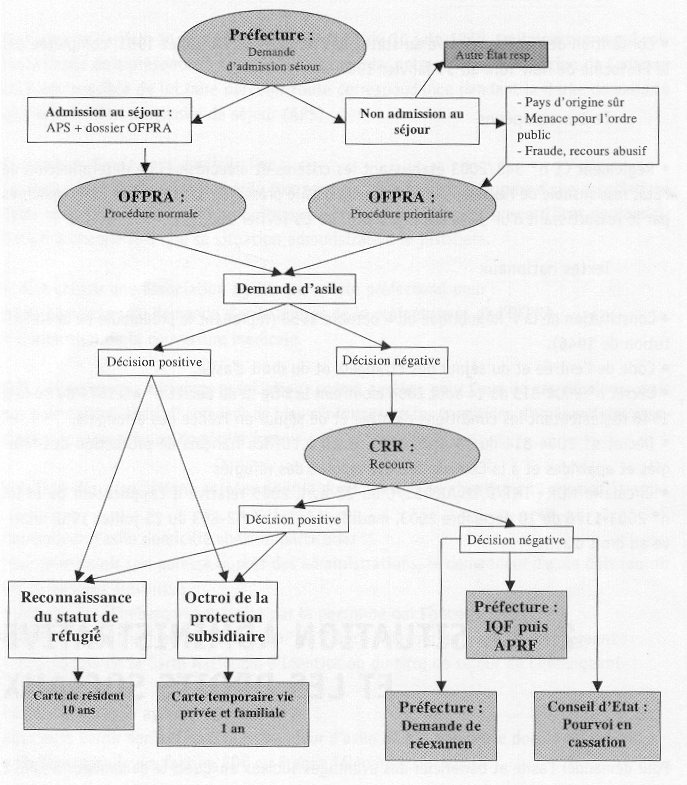 Préfecture :
Demande
d'admission séjour
Autre État resp.
Admission au séjour :
APS + dossier OFPRA
Non admission au
séjour
- Pays d'origine sûr
- Menace pour l'ordre
public
- Fraude, recours abusif
OFPRA :
Procédure normale
OFPRA :
Procédure prioritaire
Demande d'asile
Décision positive
Décision négative
CRR :
Recours
Décision positive
Décision négative
Reconnaissance
du statut de
réfugié
Octroi de la
protection
subsidiaire
Préfecture :
IQF puis
APRF
Carte de résident
10 ans
Carte temporaire vie
privée et familiale
1 an
Préfecture :
Demande de
réexamen
Conseil d'Etat :
Pourvoi en
cassation